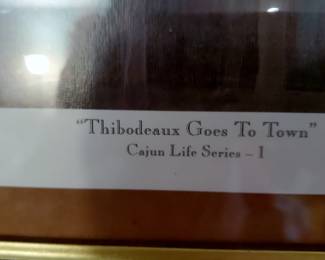 "Thibodeaux Goes To Town"
Cajun Life Series – 1